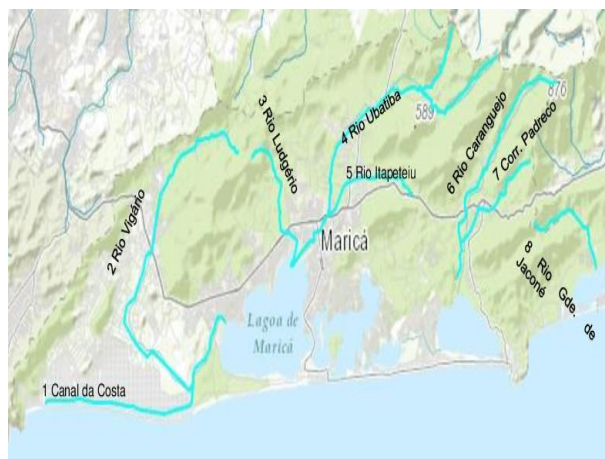 3 Rio Ludgério
4 Rio Ubatiba
589
876
6 Rio Caranguejo
7 Corr. Padreco
5 Rio Itapeteiu
2 Rio Vigário
Maricá
8 Rio Gde. de
Jaconé
Lagoa de
Maricá
1 Canal da Costa